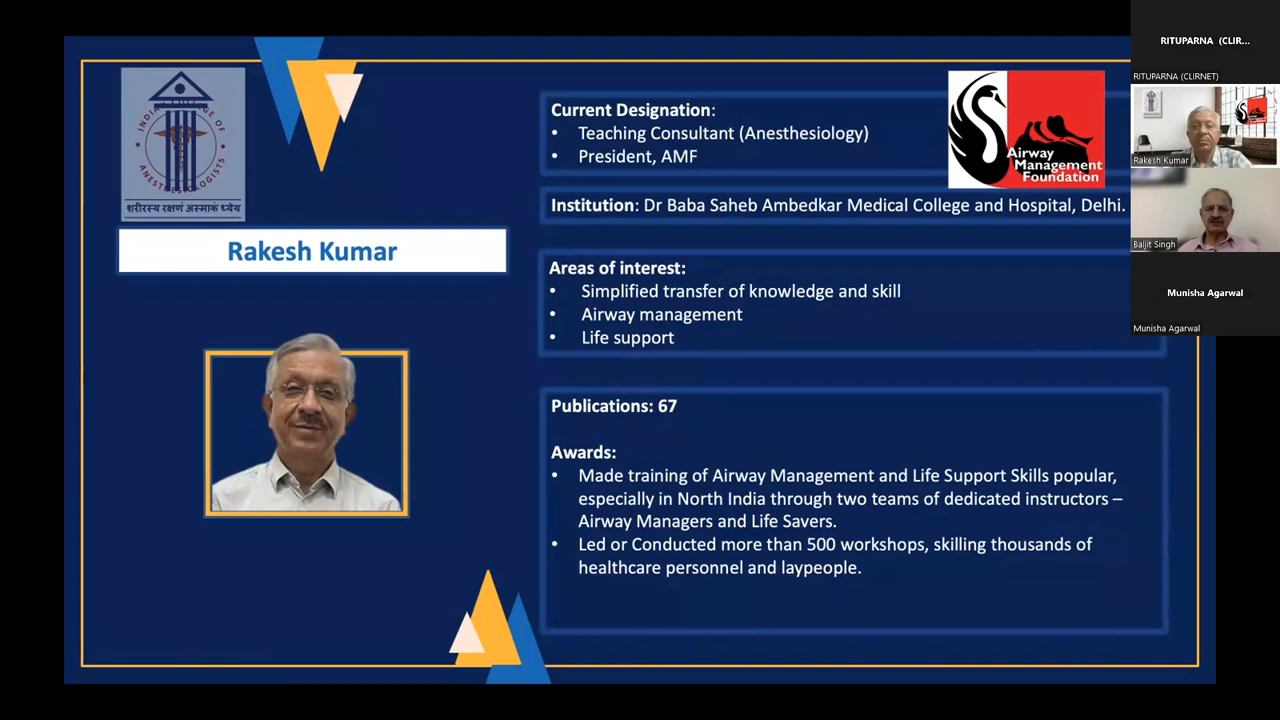 INDIAN COLLEGE OF ANESTHESIOLOGISTS
शरीरस्य रक्षणं अस्माकं ध्येय
Rakesh Kumar
Current Designation:
• Teaching Consultant (Anesthesiology)
• President, AMF
Airway
Management
Foundation
Institution: Dr Baba Saheb Ambedkar Medical College and Hospital, Delhi.
Areas of interest:
• Simplified transfer of knowledge and skill
• Airway management
• Life support
Publications: 67
Awards:
• Made training of Airway Management and Life Support Skills popular,
especially in North India through two teams of dedicated instructors –
Airway Managers and Life Savers.
• Led or Conducted more than 500 workshops, skilling thousands of
healthcare personnel and laypeople.
RITUPARNA (CLIR...
RITUPARNA (CLIRNET)
Rakesh Kumar
Baljit Singh
Munisha Agarwal
Munisha Agarwal